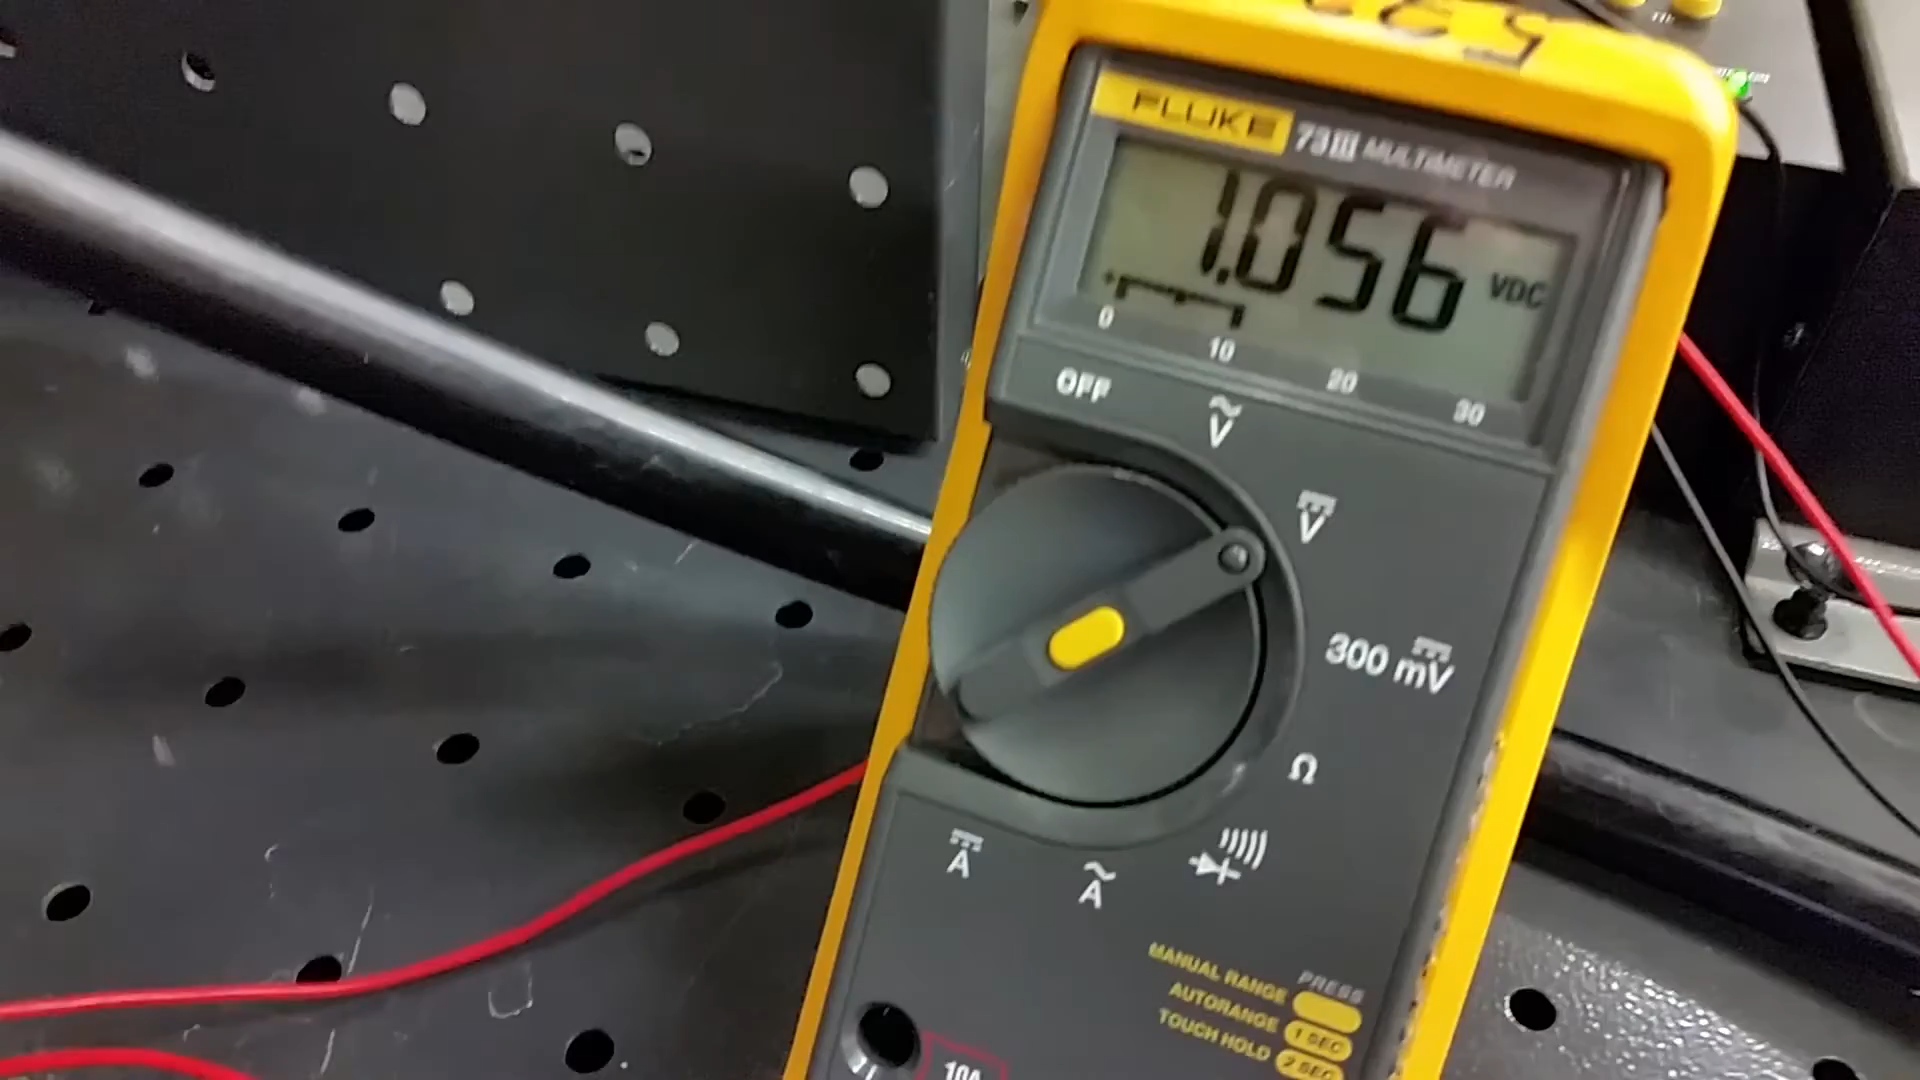 FLUKE 73III MULTIMETER
1.056 VDC
0 10 20 30
OFF
Ṽ
V
300 mV
Ω
A
Ã
MANUAL RANGE PRESS
AUTORANGE 1 SEC
TOUCH HOLD 2 SEC
10A